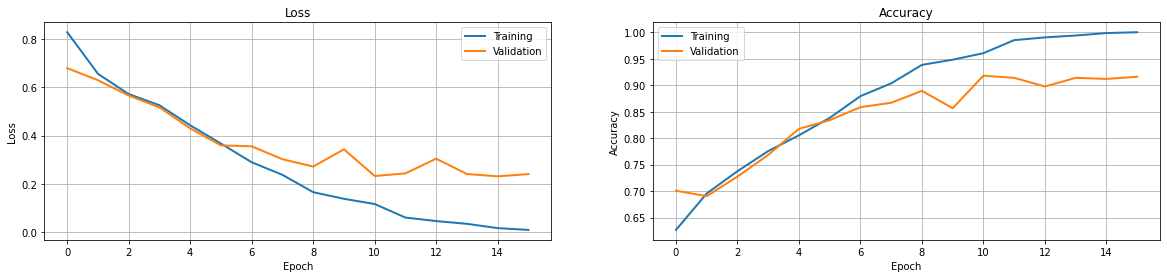 Loss
Training
Validation
Loss
0.8
0.6
0.4
0.2
0.0
0 2 4 6 8 10 12 14
Epoch
Accuracy
Training
Validation
Accuracy
1.00
0.95
0.90
0.85
0.80
0.75
0.70
0.65
0 2 4 6 8 10 12 14
Epoch